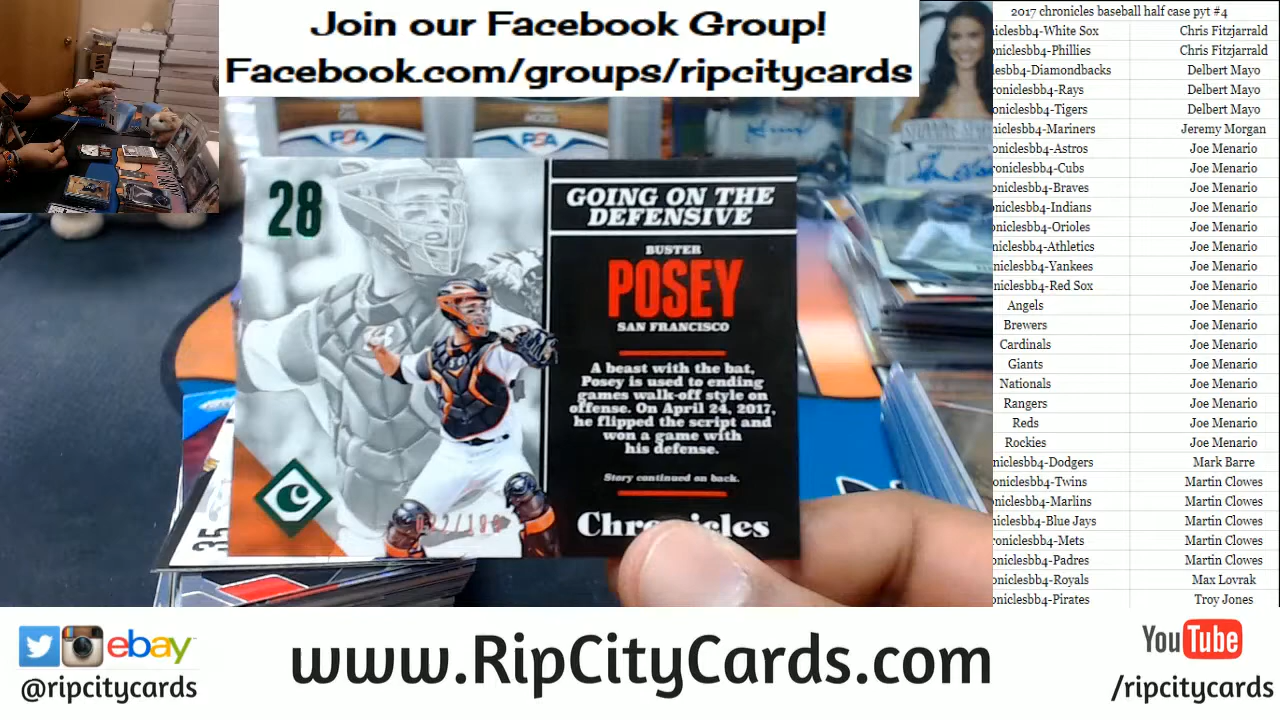 Join our Facebook Group!
Facebook.com/groups/ripcitycards
PSA
PSA
28
GOING ON THE
DEFENSIVE
BUSTER
POSEY
SAN FRANCISCO
A beast with the bat,
Posey is used to ending
games walk-off style on
offense. On April 24, 2017,
he flipped the script and
won a game with
his defense.
Story continued on back.
C
35
2017 chronicles baseball half case pyt #4
niclesbb4-White Sox Chris Fitzjarrald
oniclesbb4-Phillies Chris Fitzjarrald
lesbb4-Diamondbacks Delbert Mayo
roniclesbb4-Rays Delbert Mayo
oniclesbb4-Tigers Delbert Mayo
niclesbb4-Mariners Jeremy Morgan
oniclesbb4-Astros Joe Menario
roniclesbb4-Cubs Joe Menario
oniclesbb4-Braves Joe Menario
oniclesbb4-Indians Joe Menario
oniclesbb4-Orioles Joe Menario
niclesbb4-Athletics Joe Menario
oniclesbb4-Yankees Joe Menario
niclesbb4-Red Sox Joe Menario
Angels Joe Menario
Brewers Joe Menario
Cardinals Joe Menario
Giants Joe Menario
Nationals Joe Menario
Rangers Joe Menario
Reds Joe Menario
Rockies Joe Menario
oniclesbb4-Dodgers Mark Barre
oniclesbb4-Twins Martin Clowes
oniclesbb4-Marlins Martin Clowes
oniclesbb4-Blue Jays Martin Clowes
oniclesbb4-Mets Martin Clowes
oniclesbb4-Padres Martin Clowes
oniclesbb4-Royals Max Lovrak
oniclesbb4-Pirates Troy Jones
ebay
@ripcitycards
www.RipCityCards.com
YouTube
/ripcitycards